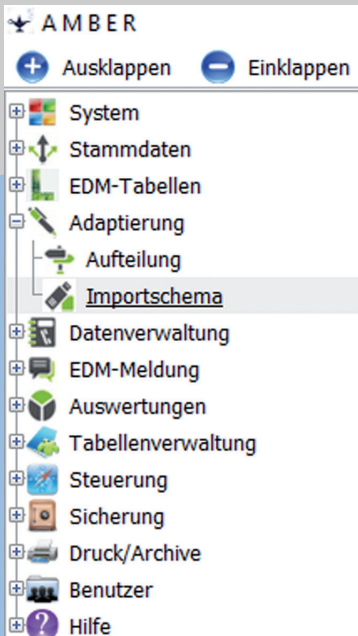 AMBER
Ausklappen Einklappen
System
Stammdaten
EDM-Tabellen
Adaptierung
Aufteilung
Importschema
Datenverwaltung
EDM-Meldung
Auswertungen
Tabellenverwaltung
Steuerung
Sicherung
Druck/Archive
Benutzer
Hilfe